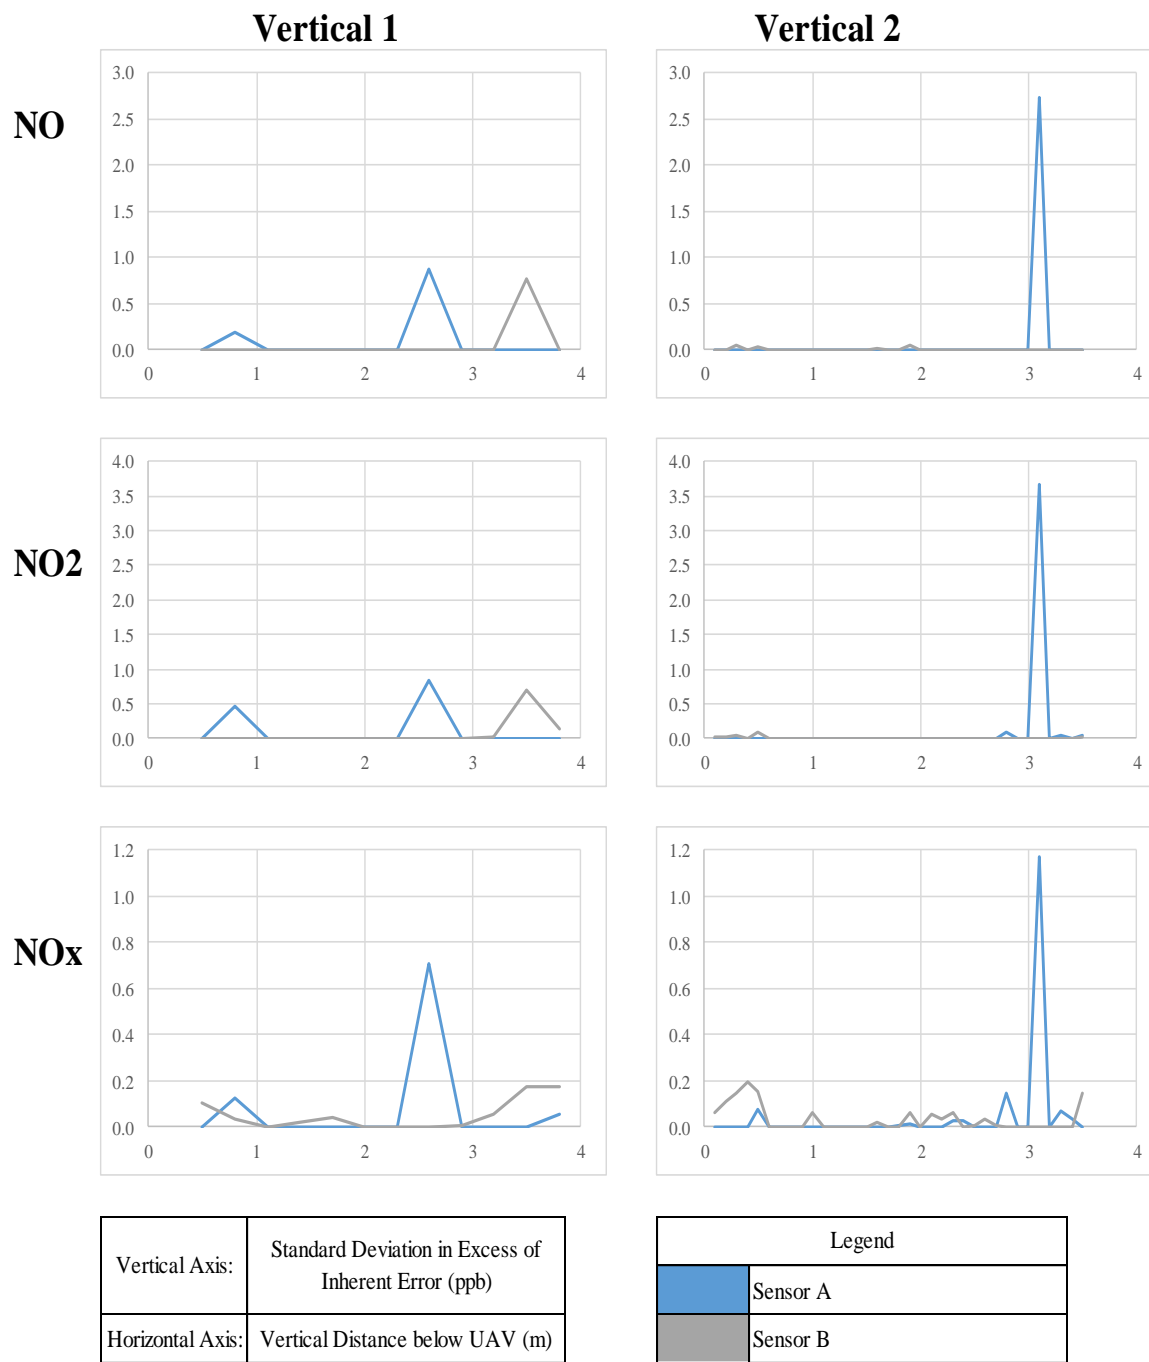 Vertical 1
Vertical 2
NO
3.0
2.5
2.0
1.5
1.0
0.5
0.0
0 1 2 3 4
3.0
2.5
2.0
1.5
1.0
0.5
0.0
0 1 2 3 4
NO2
4.0
3.5
3.0
2.5
2.0
1.5
1.0
0.5
0.0
0 1 2 3 4
4.0
3.5
3.0
2.5
2.0
1.5
1.0
0.5
0.0
0 1 2 3 4
NOx
1.2
1.0
0.8
0.6
0.4
0.2
0.0
0 1 2 3 4
1.2
1.0
0.8
0.6
0.4
0.2
0.0
0 1 2 3 4
Vertical Axis:
Standard Deviation in Excess of
Inherent Error (ppb)
Horizontal Axis:
Vertical Distance below UAV (m)
Legend
Sensor A
Sensor B